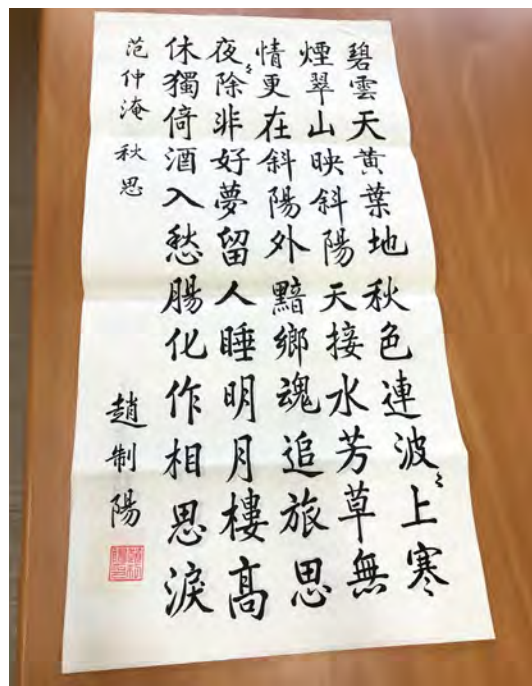 碧雲天黃葉地秋色連波〻上寒
煙翠山映斜陽天接水芳草無
情更在斜陽外黯鄉魂追旅思
夜〻除非好夢留人睡明月樓高
休獨倚酒入愁腸化作相思淚
范仲淹 秋思
趙制陽